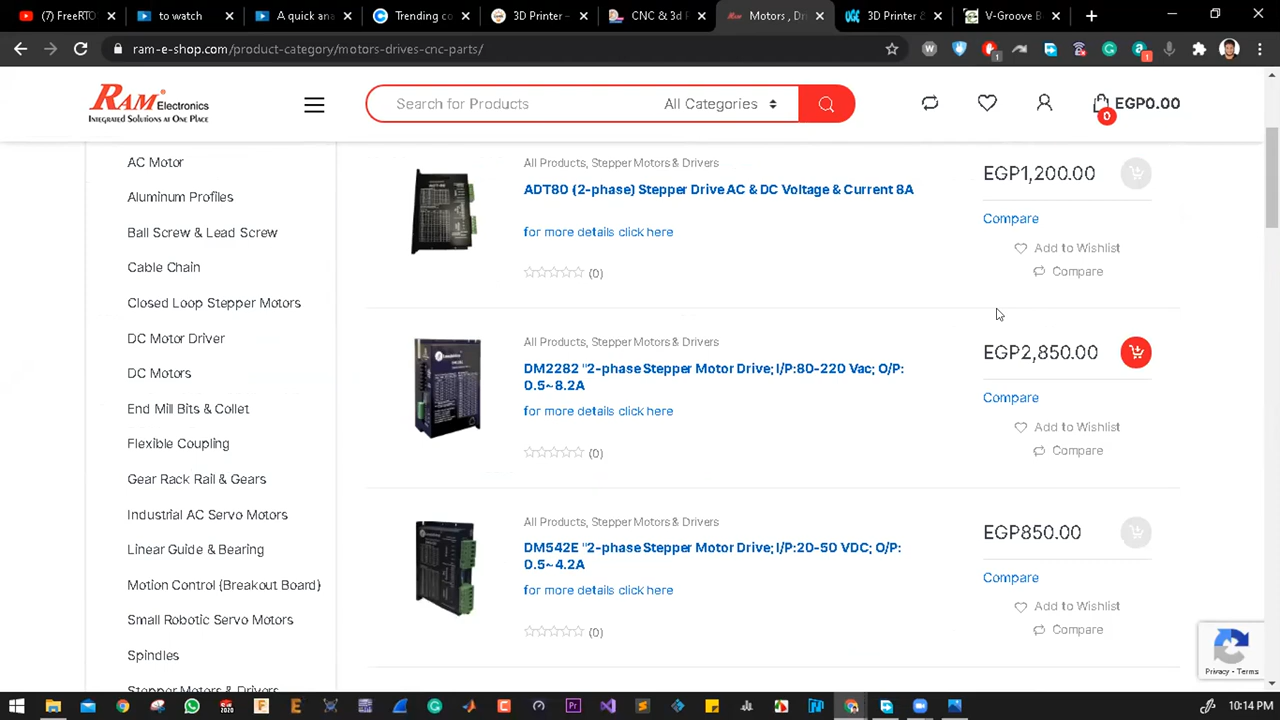 (FreeRTO
to watch
A quick ana
Trending co
3D Printer –
CNC & 3d P
Motors , Dri
3D Printer &
V-Groove B
ram-e-shop.com/product-category/motors-drives-cnc-parts/
RAM Electronics
INTEGRATED SOLUTIONS AT ONE PLACE
Search for Products
All Categories
EGP0.00
0
AC Motor
Aluminum Profiles
Ball Screw & Lead Screw
Cable Chain
Closed Loop Stepper Motors
DC Motor Driver
DC Motors
End Mill Bits & Collet
Flexible Coupling
Gear Rack Rail & Gears
Industrial AC Servo Motors
Linear Guide & Bearing
Motion Control (Breakout Board)
Small Robotic Servo Motors
Spindles
Stepper Motors & Drivers
All Products, Stepper Motors & Drivers
ADT80 (2-phase) Stepper Drive AC & DC Voltage & Current 8A
for more details click here
(0)
EGP1,200.00
Compare
Add to Wishlist
Compare
All Products, Stepper Motors & Drivers
DM2282 "2-phase Stepper Motor Drive; I/P:80-220 Vac; O/P:
0.5~8.2A
for more details click here
(0)
EGP2,850.00
Compare
Add to Wishlist
Compare
All Products, Stepper Motors & Drivers
DM542E "2-phase Stepper Motor Drive; I/P:20-50 VDC; O/P:
0.5~4.2A
for more details click here
(0)
EGP850.00
Compare
Add to Wishlist
Compare
Privacy - Terms
10:14 PM